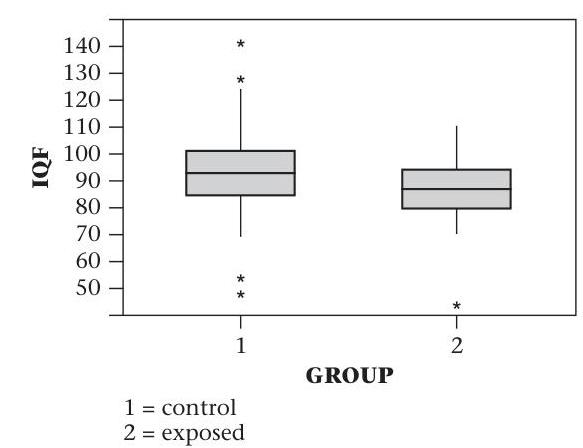 140
130
120
110
100
90
80
70
60
50
IQF
1 2
GROUP
1 = control
2 = exposed